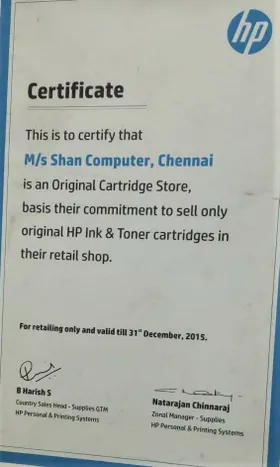 hp
Certificate
This is to certify that
M/s Shan Computer, Chennai
is an Original Cartridge Store,
basis their commitment to sell only
original HP Ink & Toner cartridges in
their retail shop.
For retailing only and valid till 31st December, 2015.
B Harish S
Country Sales Head - Supplies GTM
HP Personal & Printing Systems
Natarajan Chinnaraj
Zonal Manager - Supplies
HP Personal & Printing Systems